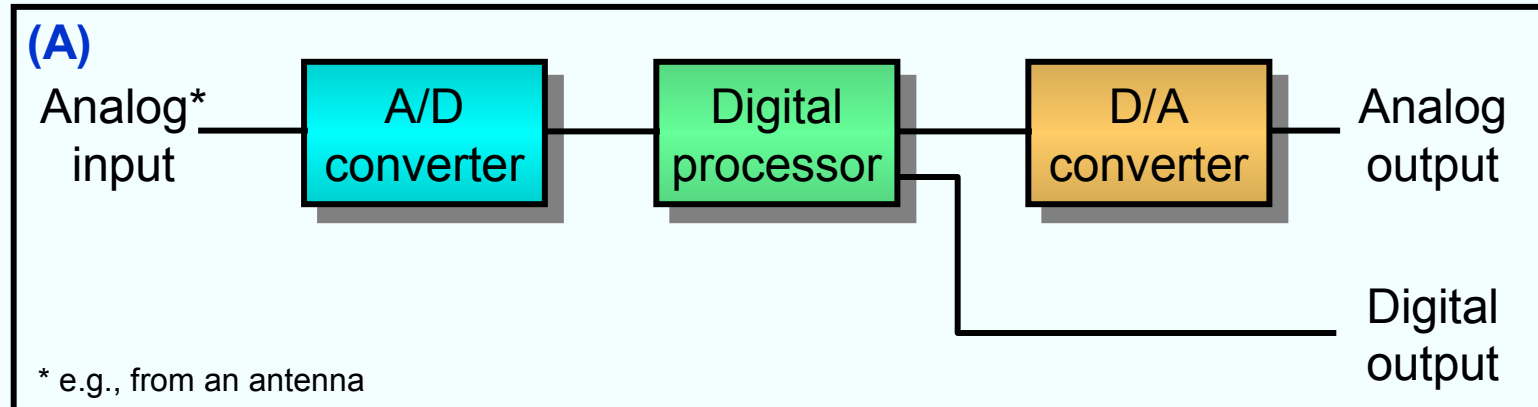 (A)
Analog*
input
A/D
converter
Digital
processor
D/A
converter
Analog
output
Digital
output
* e.g., from an antenna